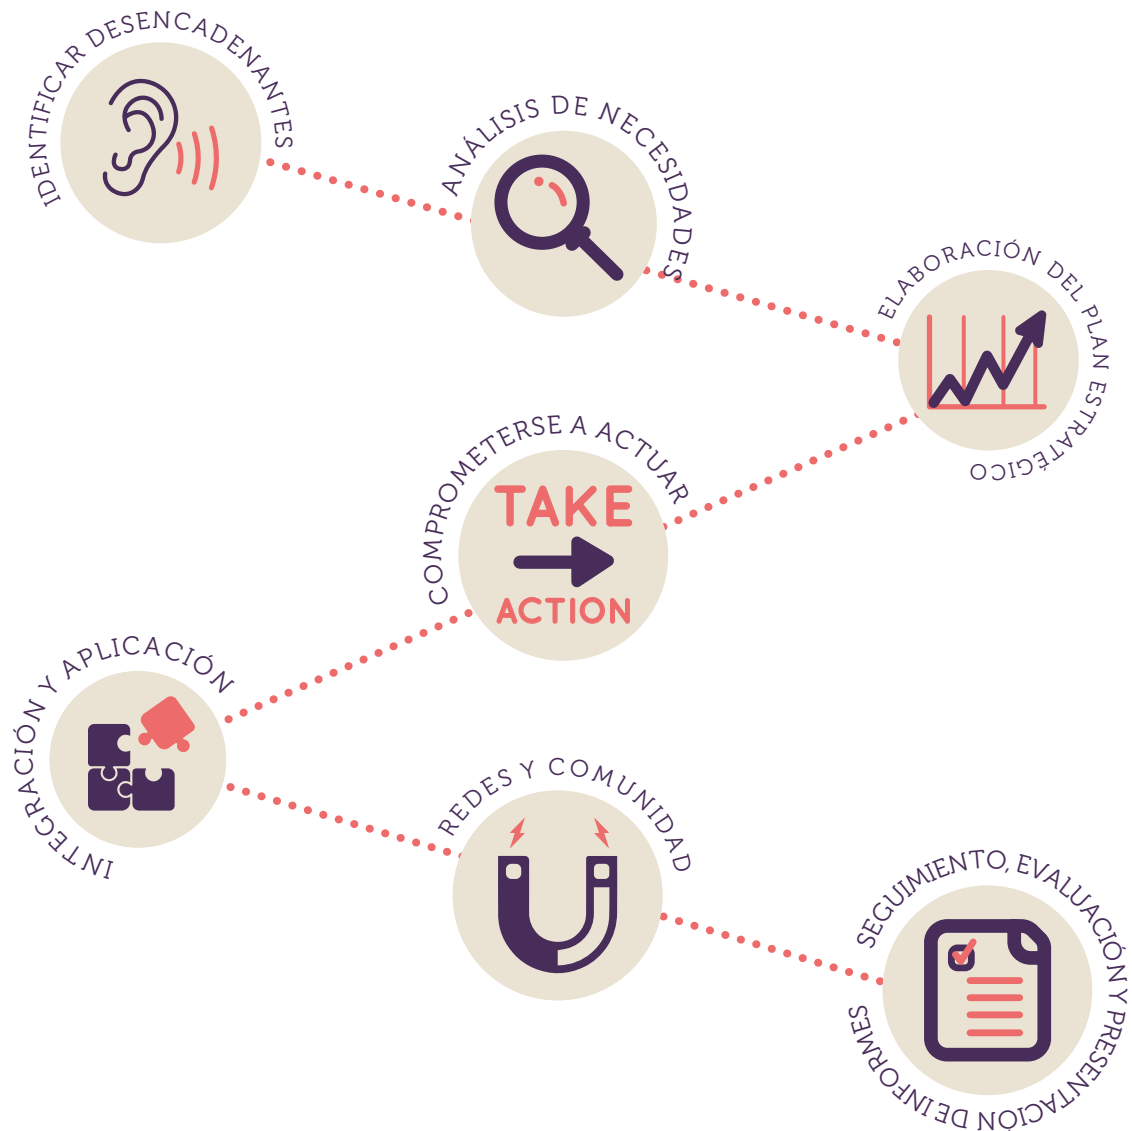 IDENTIFICAR DESENCADENANTES
ANÁLISIS DE NECESIDADES
ELABORACIÓN DEL PLAN ESTRATÉGICO
COMPROMETERSE A ACTUAR
TAKE
ACTION
INTEGRACIÓN Y APLICACIÓN
REDES Y COMUNIDAD
SEGUIMIENTO, EVALUACIÓN Y PRESENTACIÓN DE INFORMES